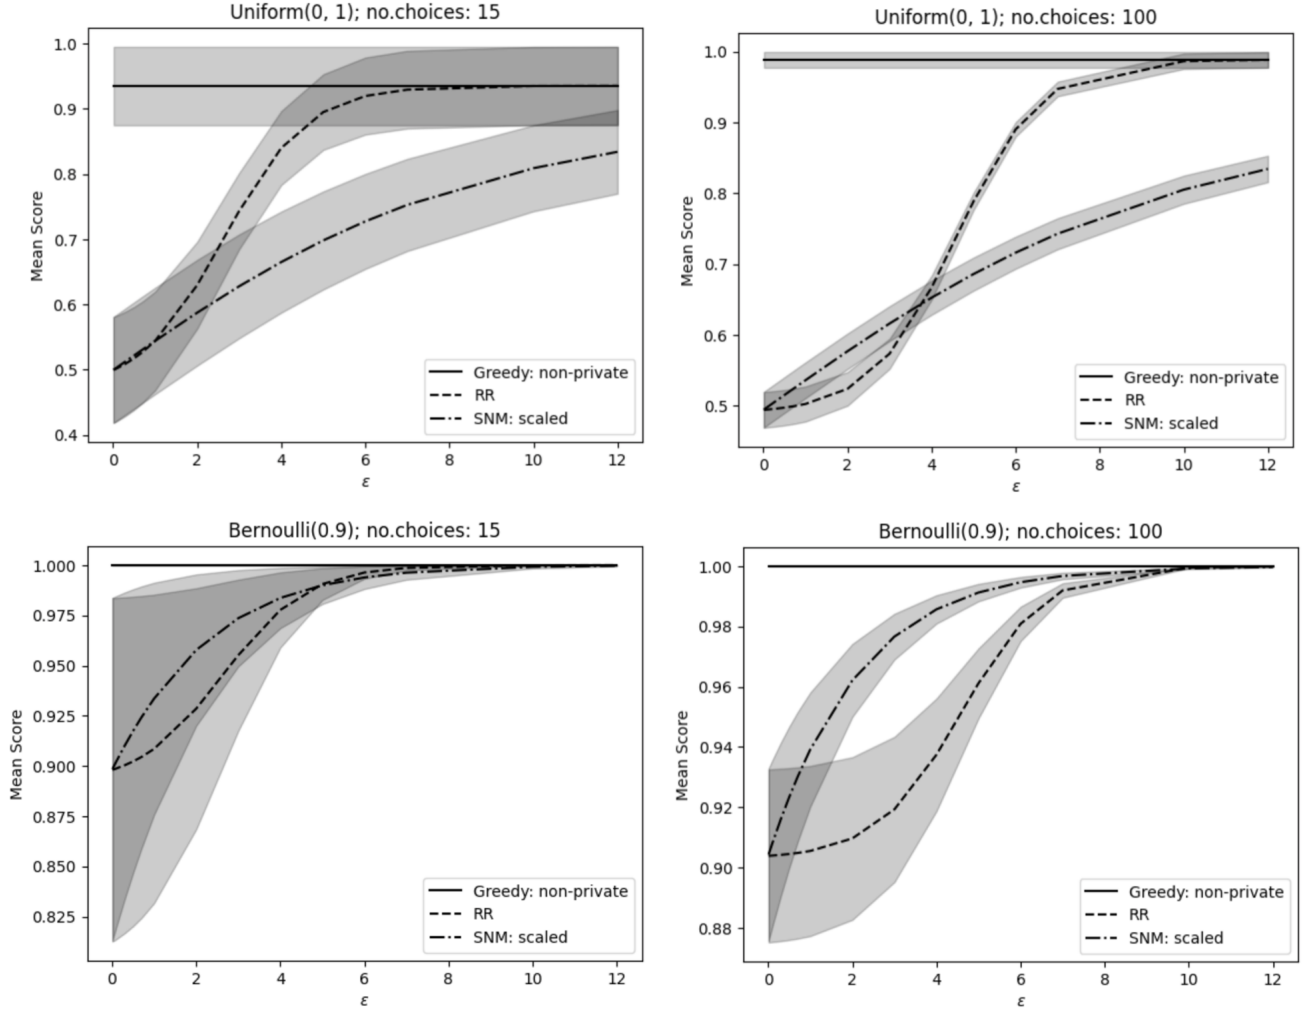 Uniform(0, 1); no.choices: 15
1.0
0.9
0.8
0.7
0.6
0.5
0.4
Mean Score
Greedy: non-private
RR
SNM: scaled
0 2 4 6 8 10 12
ε
Uniform(0, 1); no.choices: 100
1.0
0.9
0.8
0.7
0.6
0.5
Mean Score
Greedy: non-private
RR
SNM: scaled
0 2 4 6 8 10 12
ε
Bernoulli(0.9); no.choices: 15
1.000
0.975
0.950
0.925
0.900
0.875
0.850
0.825
Mean Score
Greedy: non-private
RR
SNM: scaled
0 2 4 6 8 10 12
ε
Bernoulli(0.9); no.choices: 100
1.00
0.98
0.96
0.94
0.92
0.90
0.88
Mean Score
Greedy: non-private
RR
SNM: scaled
0 2 4 6 8 10 12
ε